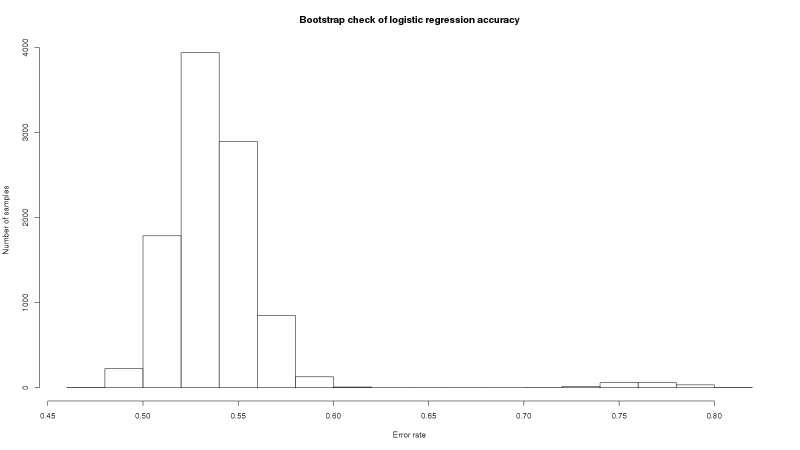 Bootstrap check of logistic regression accuracy
Number of samples
4000
3000
2000
1000
0
0.45 0.50 0.55 0.60 0.65 0.70 0.75 0.80
Error rate